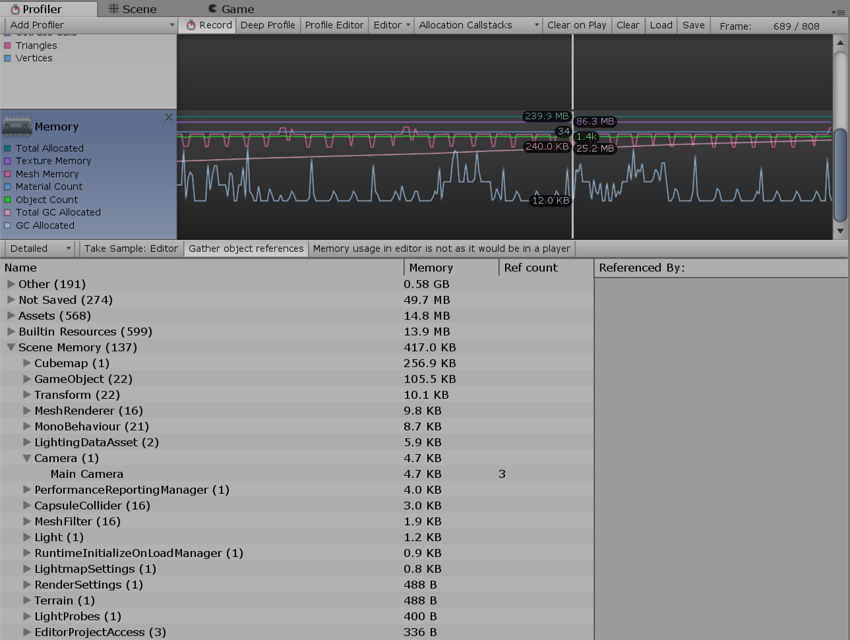 Profiler Scene Game
Add Profiler Record Deep Profile Profile Editor Editor Allocation Callstacks Clear on Play Clear Load Save Frame: 689 / 808
Triangles
Vertices
Memory
Total Allocated
Texture Memory
Mesh Memory
Material Count
Object Count
Total GC Allocated
GC Allocated
239.9 MB
86.3 MB
34
1.4k
240.0 KB
25.2 MB
12.0 KB
Detailed Take Sample: Editor Gather object references Memory usage in editor is not as it would be in a player
Name Memory Ref count Referenced By:
Other (191) 0.58 GB
Not Saved (274) 49.7 MB
Assets (568) 14.8 MB
Builtin Resources (599) 13.9 MB
Scene Memory (137) 417.0 KB
Cubemap (1) 256.9 KB
GameObject (22) 105.5 KB
Transform (22) 10.1 KB
MeshRenderer (16) 9.8 KB
MonoBehaviour (21) 8.7 KB
LightingDataAsset (2) 5.9 KB
Camera (1) 4.7 KB
Main Camera 4.7 KB 3
PerformanceReportingManager (1) 4.0 KB
CapsuleCollider (16) 3.0 KB
MeshFilter (16) 1.9 KB
Light (1) 1.2 KB
RuntimeInitializeOnLoadManager (1) 0.9 KB
LightmapSettings (1) 0.8 KB
RenderSettings (1) 488 B
Terrain (1) 488 B
LightProbes (1) 400 B
EditorProjectAccess (3) 336 B